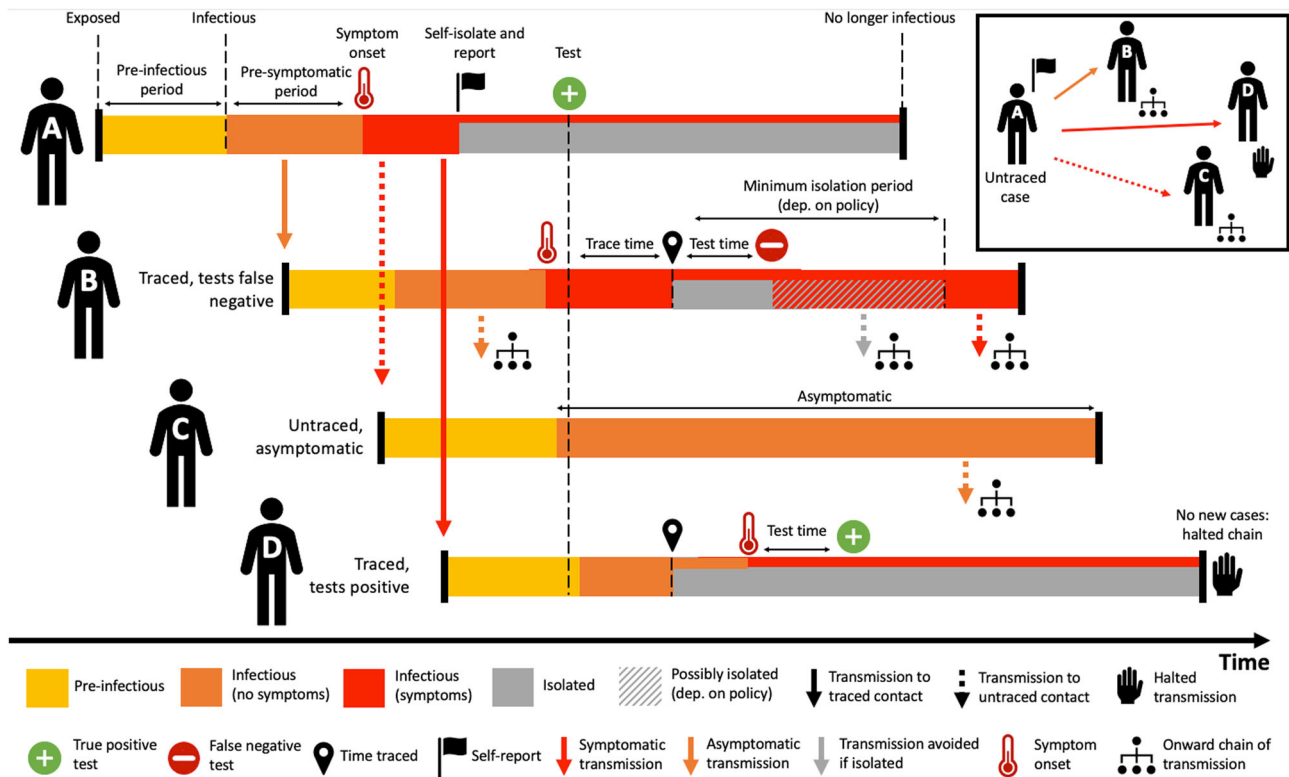 Exposed
Infectious
No longer infectious
Symptom
onset
Self-isolate and
report
Test
Pre-infectious
period
Pre-symptomatic
period
A
B
D
A
C
Untraced
case
Minimum isolation period
(dep. on policy)
Trace time
Test time
B
Traced, tests false
negative
Asymptomatic
C
Untraced,
asymptomatic
D
Test time
No new cases:
halted chain
Traced,
tests positive
Time
Pre-infectious
Infectious
(no symptoms)
Infectious
(symptoms)
Isolated
Possibly isolated
(dep. on policy)
Transmission to
traced contact
Transmission to
untraced contact
Halted
transmission
True positive
test
False negative
test
Time traced
Self-report
Symptomatic
transmission
Asymptomatic
transmission
Transmission avoided
if isolated
Symptom
onset
Onward chain of
transmission